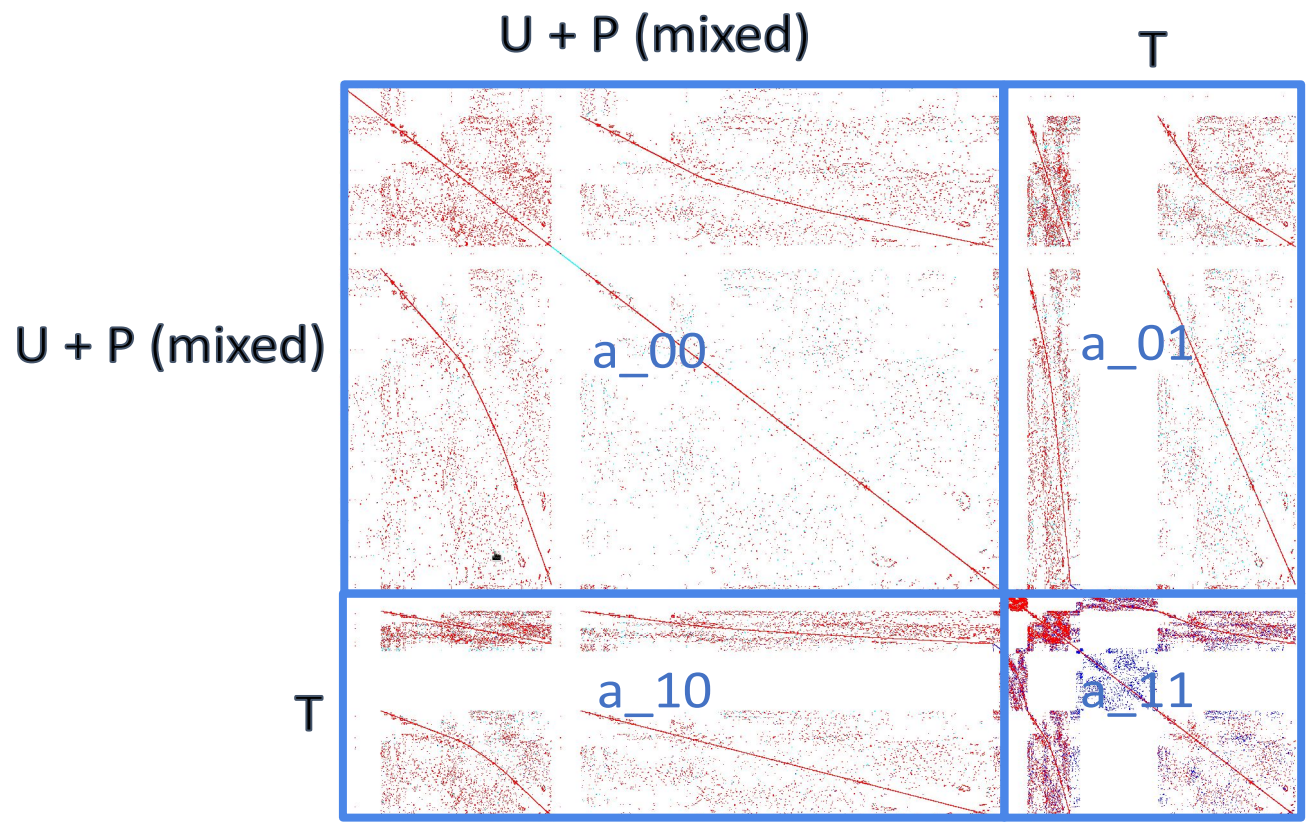 U + P (mixed)
T
U + P (mixed)
a_00
a_01
T
a_10
a_11